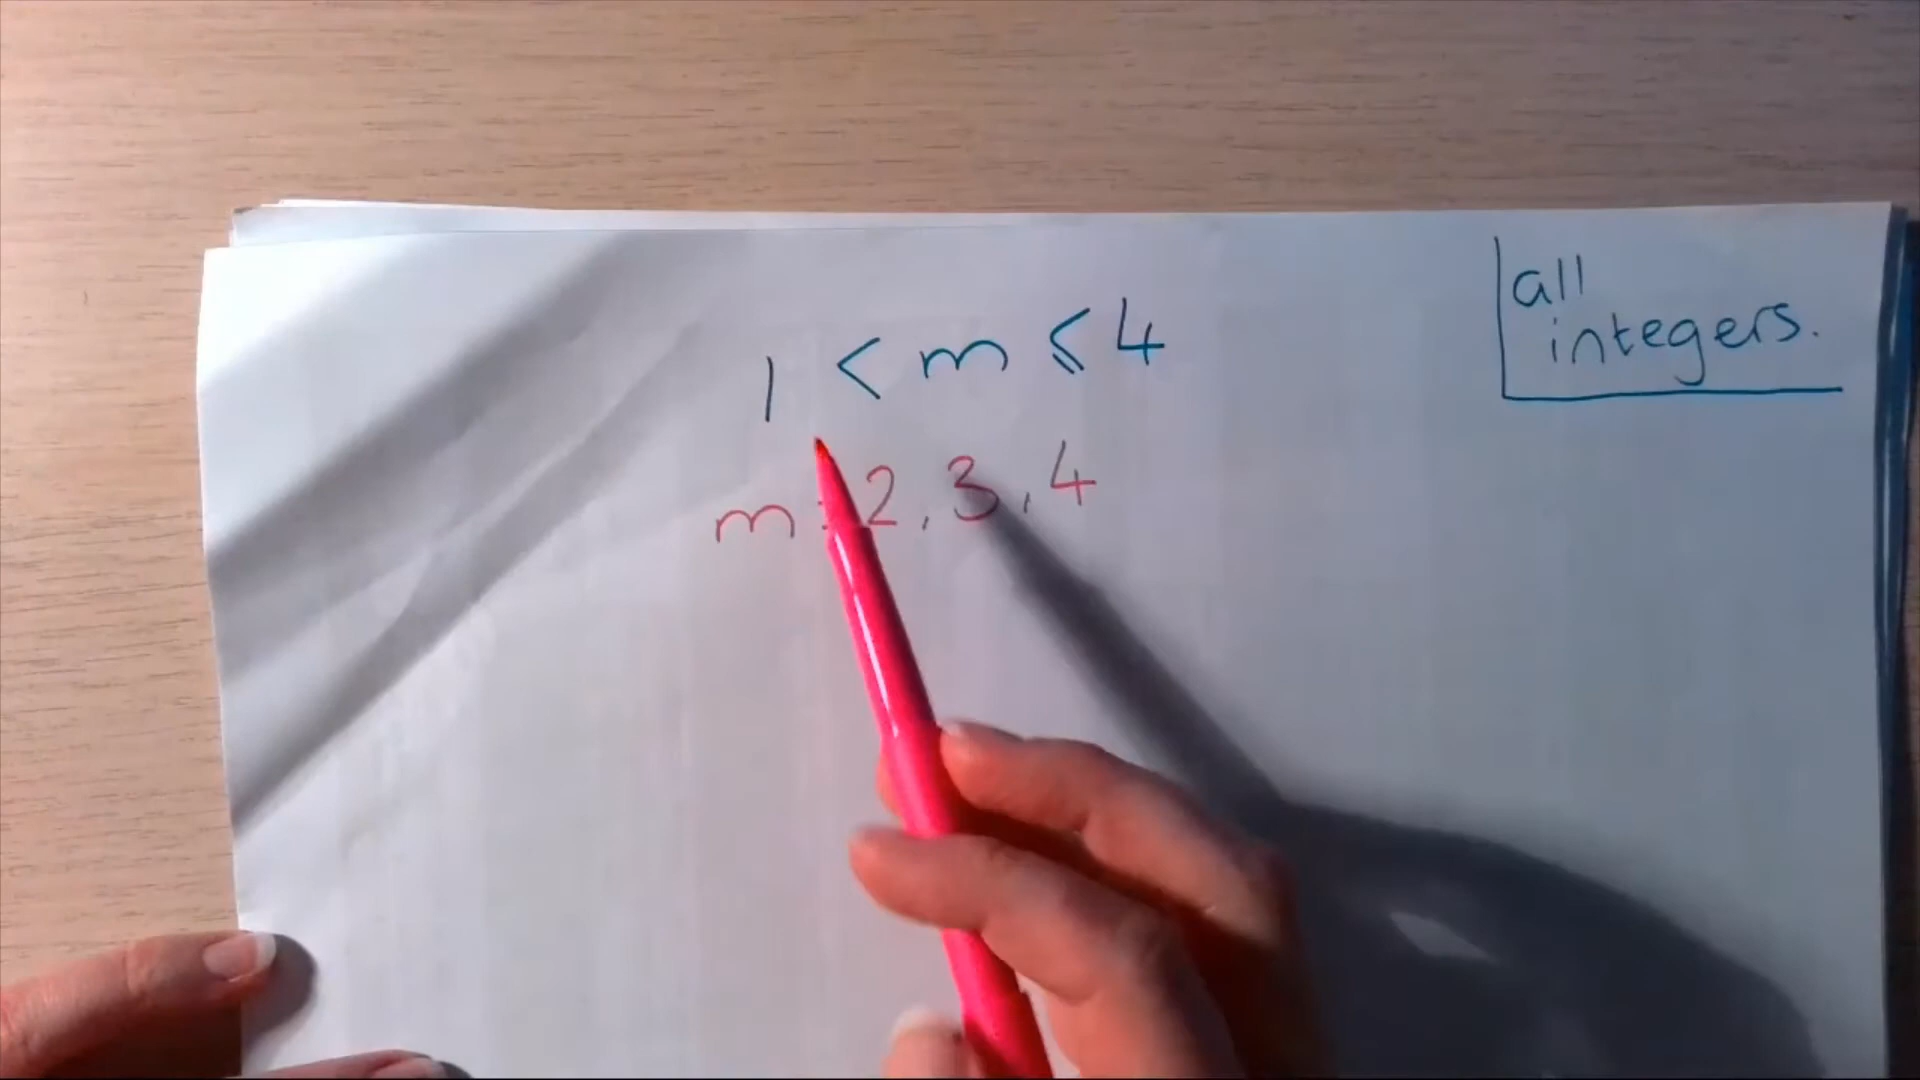 1 < m ≤ 4
m : 2, 3, 4
all
integers.